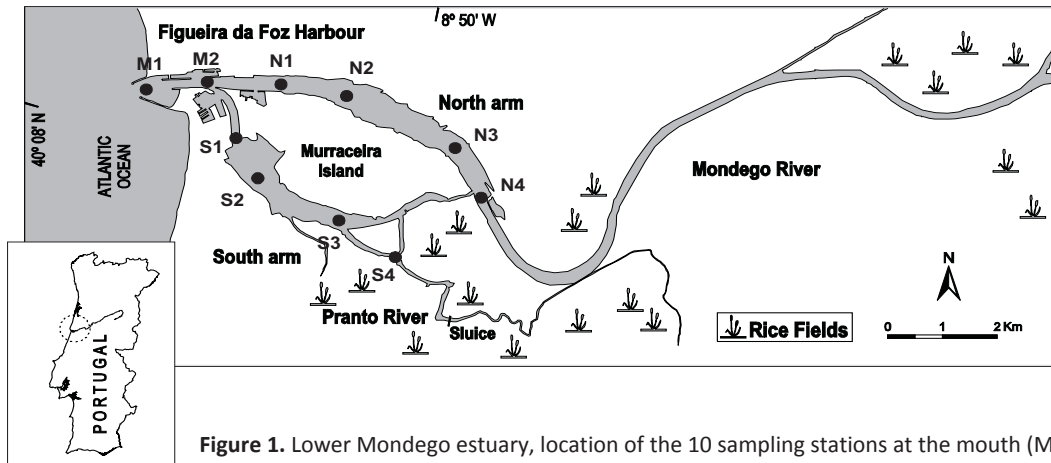 8º 50' W
Figueira da Foz Harbour
M1
M2
N1
N2
North arm
40º 08' N
ATLANTIC
OCEAN
S1
Murraceira
Island
N3
Mondego River
S2
N4
S3
South arm
S4
N
Pranto River
Sluice
Rice Fields
0 1 2 Km
PORTUGAL
Figure 1. Lower Mondego estuary, location of the 10 sampling stations at the mouth (M